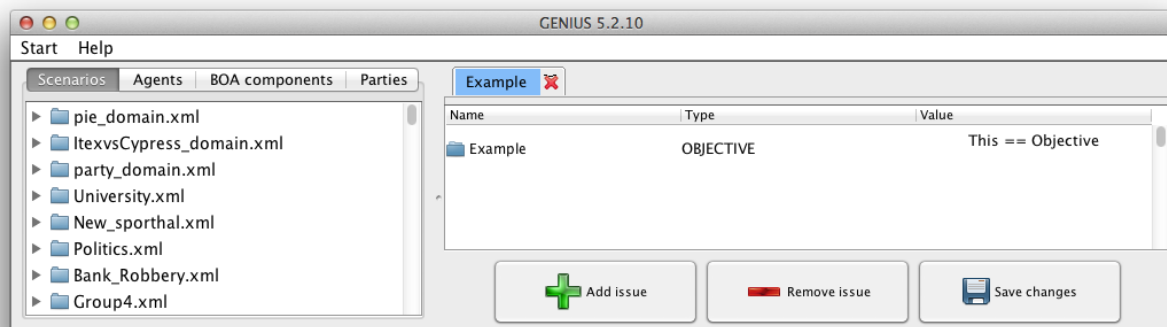 GENIUS 5.2.10
Start Help
Scenarios Agents BOA components Parties
pie_domain.xml
ItexvsCypress_domain.xml
party_domain.xml
University.xml
New_sporthal.xml
Politics.xml
Bank_Robbery.xml
Group4.xml
Example
Name Type Value
Example OBJECTIVE This == Objective
Add issue Remove issue Save changes